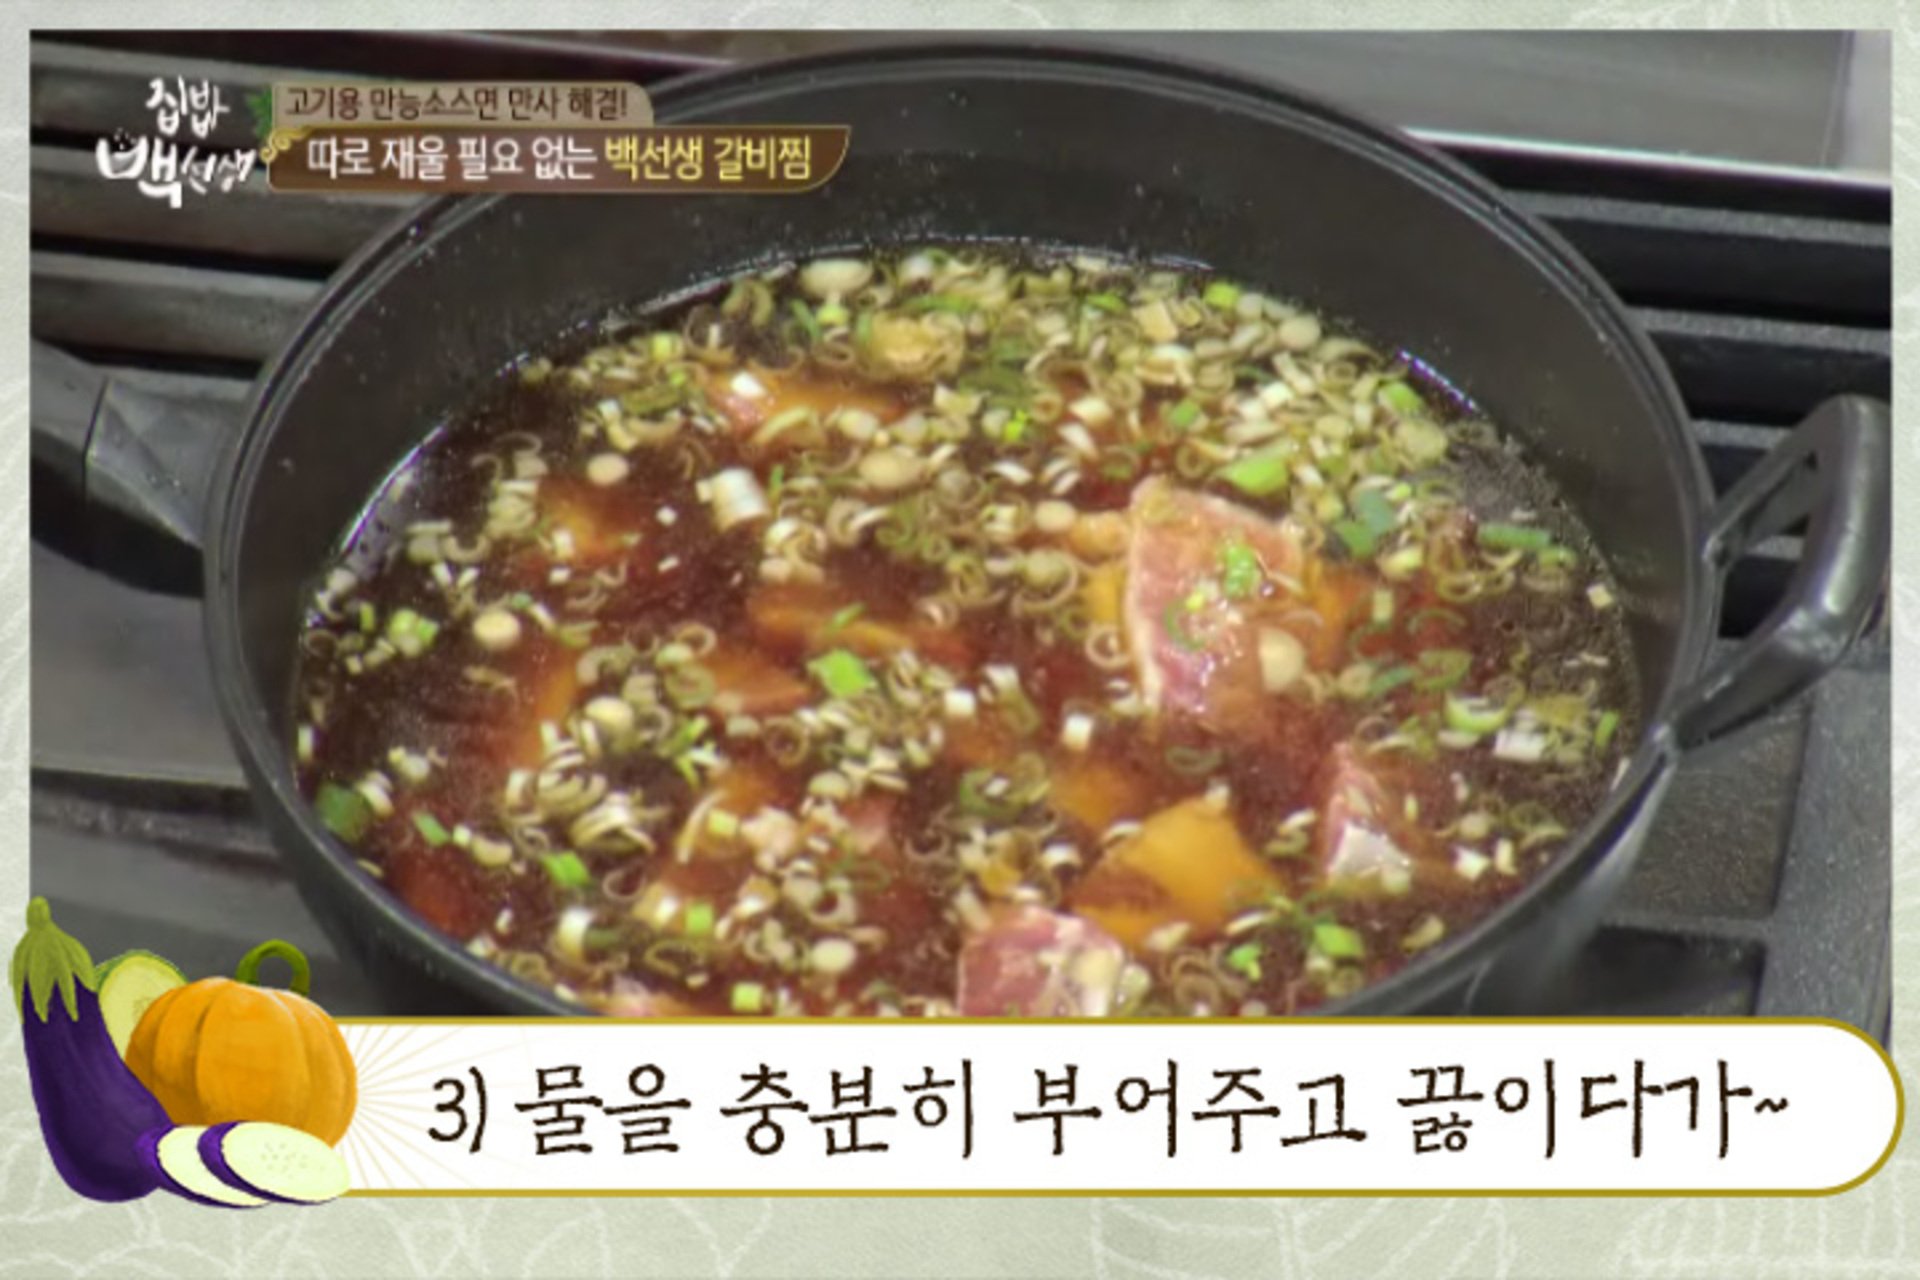 집밥
백선생
고기용 만능소스면 만사 해결!
따로 재울 필요 없는 백선생 갈비찜
3) 물을 충분히 부어주고 끓이다가~